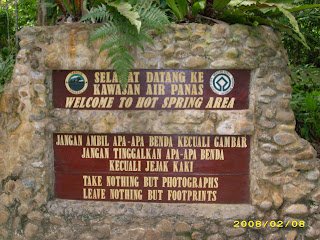 SELAMAT DATANG KE
KAWASAN AIR PANAS
WELCOME TO HOT SPRING AREA
JANGAN AMBIL APA-APA BENDA KECUALI GAMBAR
JANGAN TINGGALKAN APA-APA BENDA
KECUALI JEJAK KAKI
TAKE NOTHING BUT PHOTOGRAPHS
LEAVE NOTHING BUT FOOTPRINTS
2008/02/08